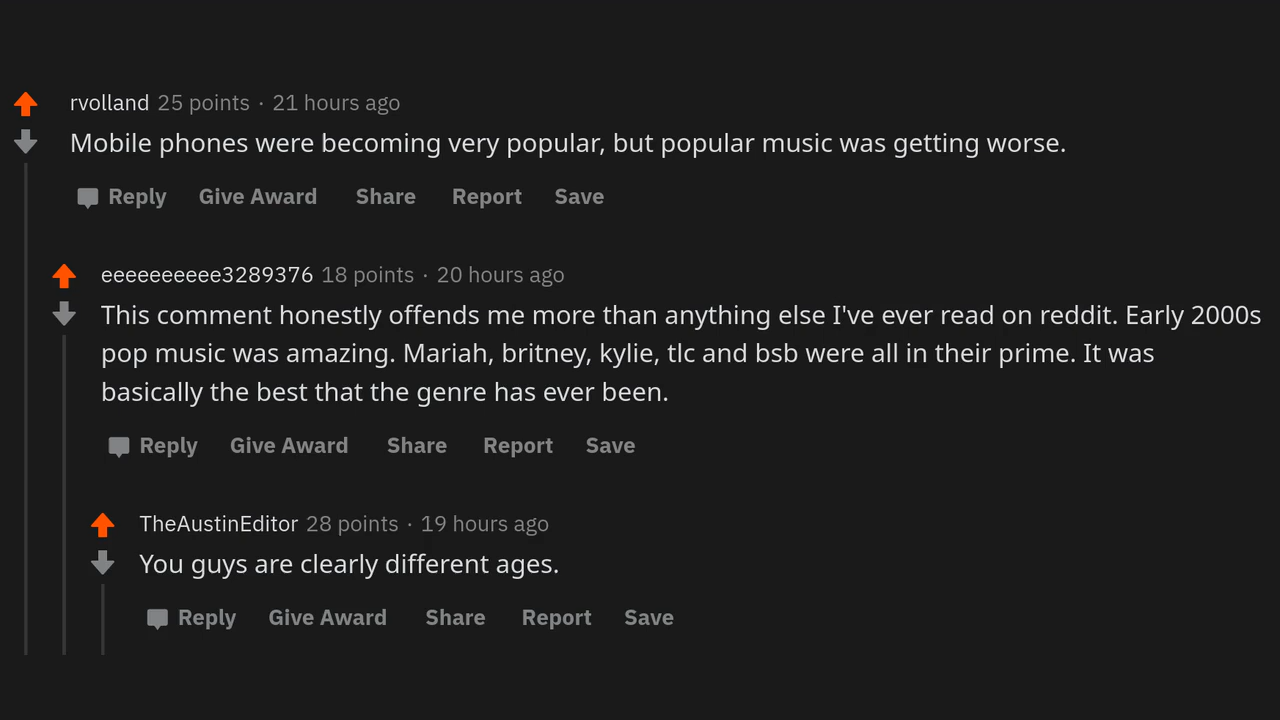 rvolland 25 points · 21 hours ago
Mobile phones were becoming very popular, but popular music was getting worse.
Reply Give Award Share Report Save
eeeeeeeeee3289376 18 points · 20 hours ago
This comment honestly offends me more than anything else I've ever read on reddit. Early 2000s
pop music was amazing. Mariah, britney, kylie, tlc and bsb were all in their prime. It was
basically the best that the genre has ever been.
Reply Give Award Share Report Save
TheAustinEditor 28 points · 19 hours ago
You guys are clearly different ages.
Reply Give Award Share Report Save